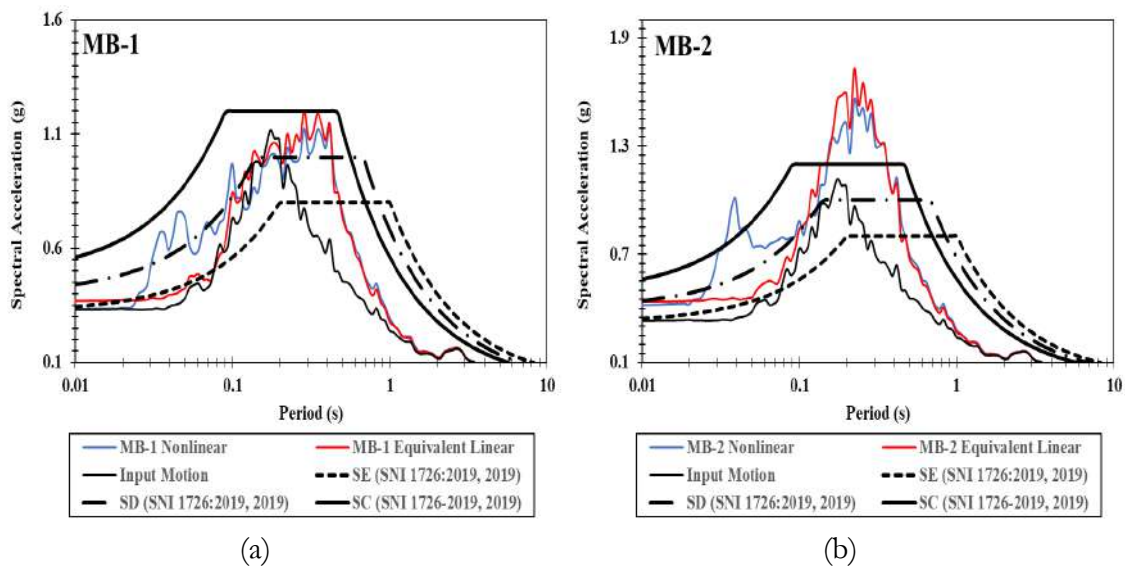 MB-1
Spectral Acceleration (g)
1.6
1.1
0.6
0.1
0.01
0.1
1
10
Period (s)
MB-1 Nonlinear
MB-1 Equivalent Linear
Input Motion
SE (SNI 1726:2019, 2019)
SD (SNI 1726:2019, 2019)
SC (SNI 1726-2019, 2019)
(a)
MB-2
Spectral Acceleration (g)
1.9
1.3
0.7
0.1
0.01
0.1
1
10
Period (s)
MB-2 Nonlinear
MB-2 Equivalent Linear
Input Motion
SE (SNI 1726:2019, 2019)
SD (SNI 1726:2019, 2019)
SC (SNI 1726-2019, 2019)
(b)